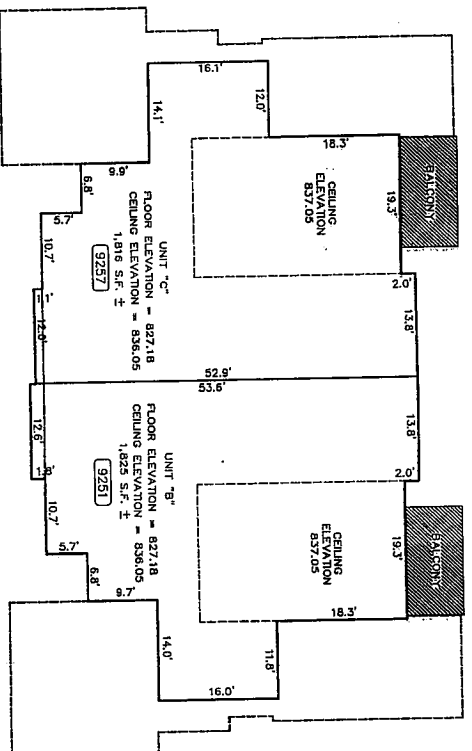 16.1'
12.0'
14.1'
18.3'
BALCONY
19.3'
CEILING
ELEVATION
837.05
2.0'
9.9'
6.8'
5.7'
10.7'
UNIT "C"
FLOOR ELEVATION = 827.18
CEILING ELEVATION = 836.05
1,816 S.F. ±
9257
13.8'
12.0'
52.9'
53.6'
13.8'
12.6'
UNIT "B"
FLOOR ELEVATION = 827.18
CEILING ELEVATION = 836.05
1,825 S.F. ±
9251
2.0'
10.7'
5.7'
6.8'
9.7'
CEILING
ELEVATION
837.05
19.3'
BALCONY
18.3'
14.0'
11.8'
16.0'